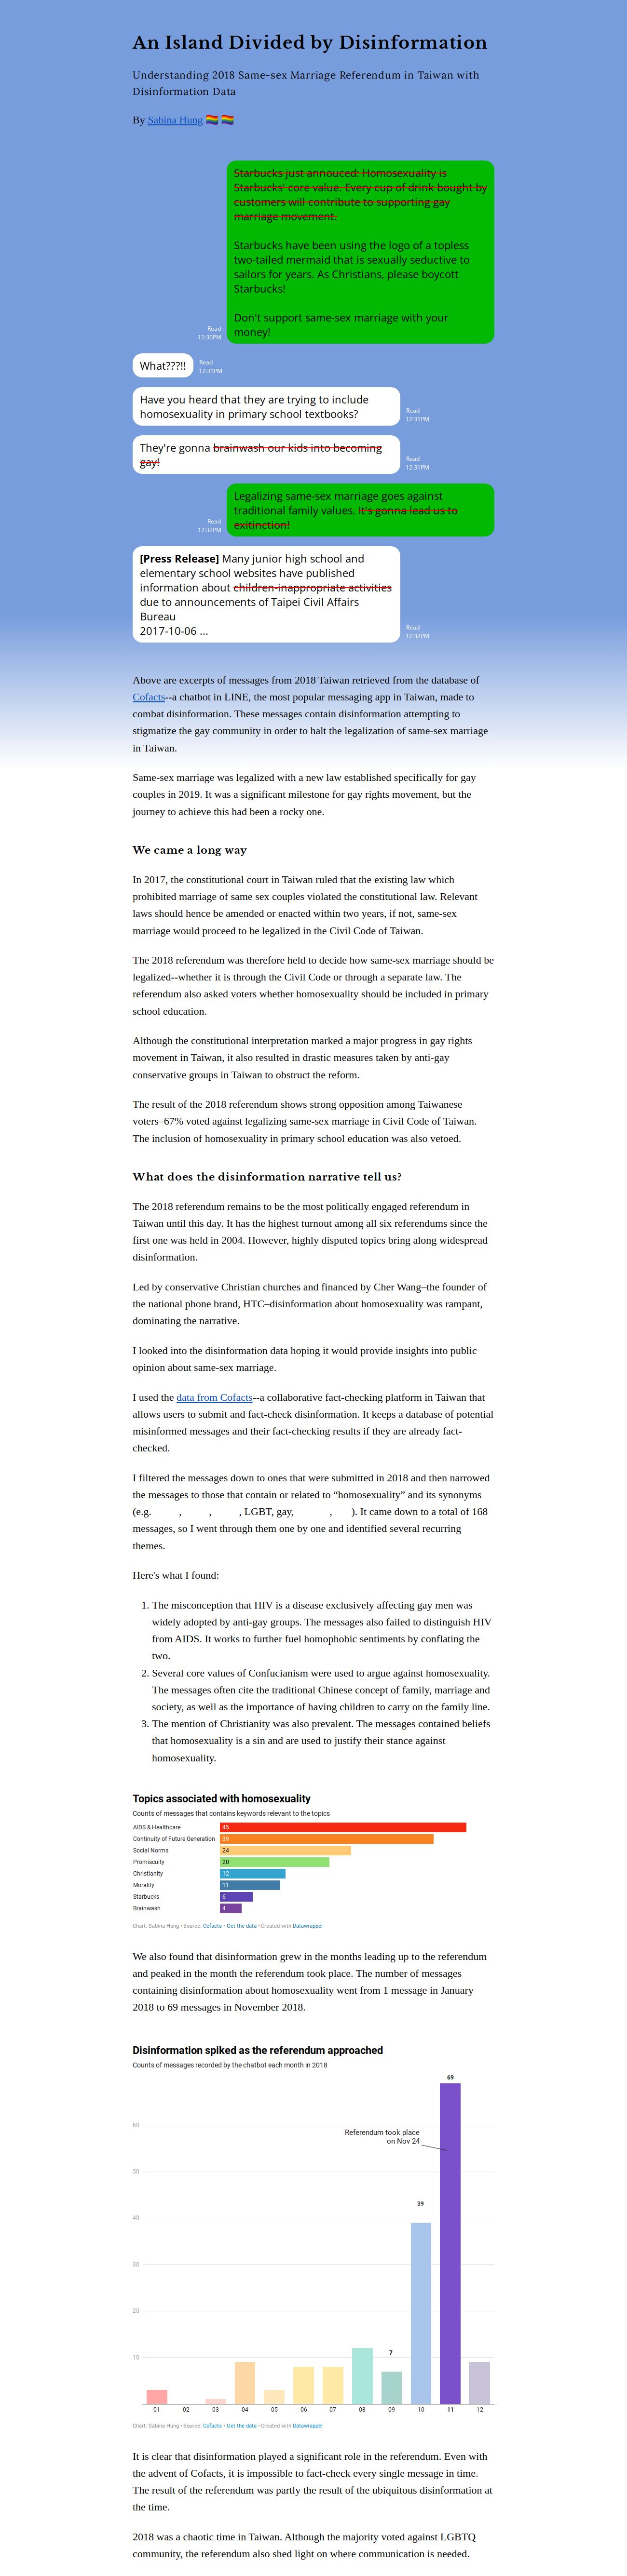 An Island Divided by Disinformation
Understanding 2018 Same-sex Marriage Referendum in Taiwan with
Disinformation Data
By Sabina Hung 🏳️‍🌈 🏳️‍🌈
Starbucks just annouced: Homosexuality is
Starbucks' core value. Every cup of drink bought by
customers will contribute to supporting gay
marriage movement.
Starbucks have been using the logo of a topless
two-tailed mermaid that is sexually seductive to
sailors for years. As Christians, please boycott
Starbucks!
Don't support same-sex marriage with your
money!
Read
12:30PM
What???!!
Read
12:31PM
Have you heard that they are trying to include
homosexuality in primary school textbooks?
Read
12:31PM
They're gonna brainwash our kids into becoming
gay!
Read
12:31PM
Legalizing same-sex marriage goes against
traditional family values. It's gonna lead us to
exitinction!
Read
12:32PM
[Press Release] Many junior high school and
elementary school websites have published
information about children-inappropriate activities
due to announcements of Taipei Civil Affairs
Bureau
2017-10-06 ...
Read
12:32PM
Above are excerpts of messages from 2018 Taiwan retrieved from the database of
Cofacts--a chatbot in LINE, the most popular messaging app in Taiwan, made to
combat disinformation. These messages contain disinformation attempting to
stigmatize the gay community in order to halt the legalization of same-sex marriage
in Taiwan.
Same-sex marriage was legalized with a new law established specifically for gay
couples in 2019. It was a significant milestone for gay rights movement, but the
journey to achieve this had been a rocky one.
We came a long way
In 2017, the constitutional court in Taiwan ruled that the existing law which
prohibited marriage of same sex couples violated the constitutional law. Relevant
laws should hence be amended or enacted within two years, if not, same-sex
marriage would proceed to be legalized in the Civil Code of Taiwan.
The 2018 referendum was therefore held to decide how same-sex marriage should be
legalized--whether it is through the Civil Code or through a separate law. The
referendum also asked voters whether homosexuality should be included in primary
school education.
Although the constitutional interpretation marked a major progress in gay rights
movement in Taiwan, it also resulted in drastic measures taken by anti-gay
conservative groups in Taiwan to obstruct the reform.
The result of the 2018 referendum shows strong opposition among Taiwanese
voters–67% voted against legalizing same-sex marriage in Civil Code of Taiwan.
The inclusion of homosexuality in primary school education was also vetoed.
What does the disinformation narrative tell us?
The 2018 referendum remains to be the most politically engaged referendum in
Taiwan until this day. It has the highest turnout among all six referendums since the
first one was held in 2004. However, highly disputed topics bring along widespread
disinformation.
Led by conservative Christian churches and financed by Cher Wang–the founder of
the national phone brand, HTC–disinformation about homosexuality was rampant,
dominating the narrative.
I looked into the disinformation data hoping it would provide insights into public
opinion about same-sex marriage.
I used the data from Cofacts--a collaborative fact-checking platform in Taiwan that
allows users to submit and fact-check disinformation. It keeps a database of potential
misinformed messages and their fact-checking results if they are already fact-
checked.
I filtered the messages down to ones that were submitted in 2018 and then narrowed
the messages to those that contain or related to “homosexuality” and its synonyms
(e.g. , , , LGBT, gay, , ). It came down to a total of 168
messages, so I went through them one by one and identified several recurring
themes.
Here's what I found:
1. The misconception that HIV is a disease exclusively affecting gay men was
widely adopted by anti-gay groups. The messages also failed to distinguish HIV
from AIDS. It works to further fuel homophobic sentiments by conflating the
two.
2. Several core values of Confucianism were used to argue against homosexuality.
The messages often cite the traditional Chinese concept of family, marriage and
society, as well as the importance of having children to carry on the family line.
3. The mention of Christianity was also prevalent. The messages contained beliefs
that homosexuality is a sin and are used to justify their stance against
homosexuality.
Topics associated with homosexuality
Counts of messages that contains keywords relevant to the topics
AIDS & Healthcare 45
Continuity of Future Generation 39
Social Norms 24
Promiscuity 20
Christianity 12
Morality 11
Starbucks 6
Brainwash 4
Chart: Sabina Hung • Source: Cofacts • Get the data • Created with Datawrapper
We also found that disinformation grew in the months leading up to the referendum
and peaked in the month the referendum took place. The number of messages
containing disinformation about homosexuality went from 1 message in January
2018 to 69 messages in November 2018.
Disinformation spiked as the referendum approached
Counts of messages recorded by the chatbot each month in 2018
69
60
Referendum took place
on Nov 24
50
39
40
30
20
7
10
01 02 03 04 05 06 07 08 09 10 11 12
Chart: Sabina Hung • Source: Cofacts • Get the data • Created with Datawrapper
It is clear that disinformation played a significant role in the referendum. Even with
the advent of Cofacts, it is impossible to fact-check every single message in time.
The result of the referendum was partly the result of the ubiquitous disinformation at
the time.
2018 was a chaotic time in Taiwan. Although the majority voted against LGBTQ
community, the referendum also shed light on where communication is needed.